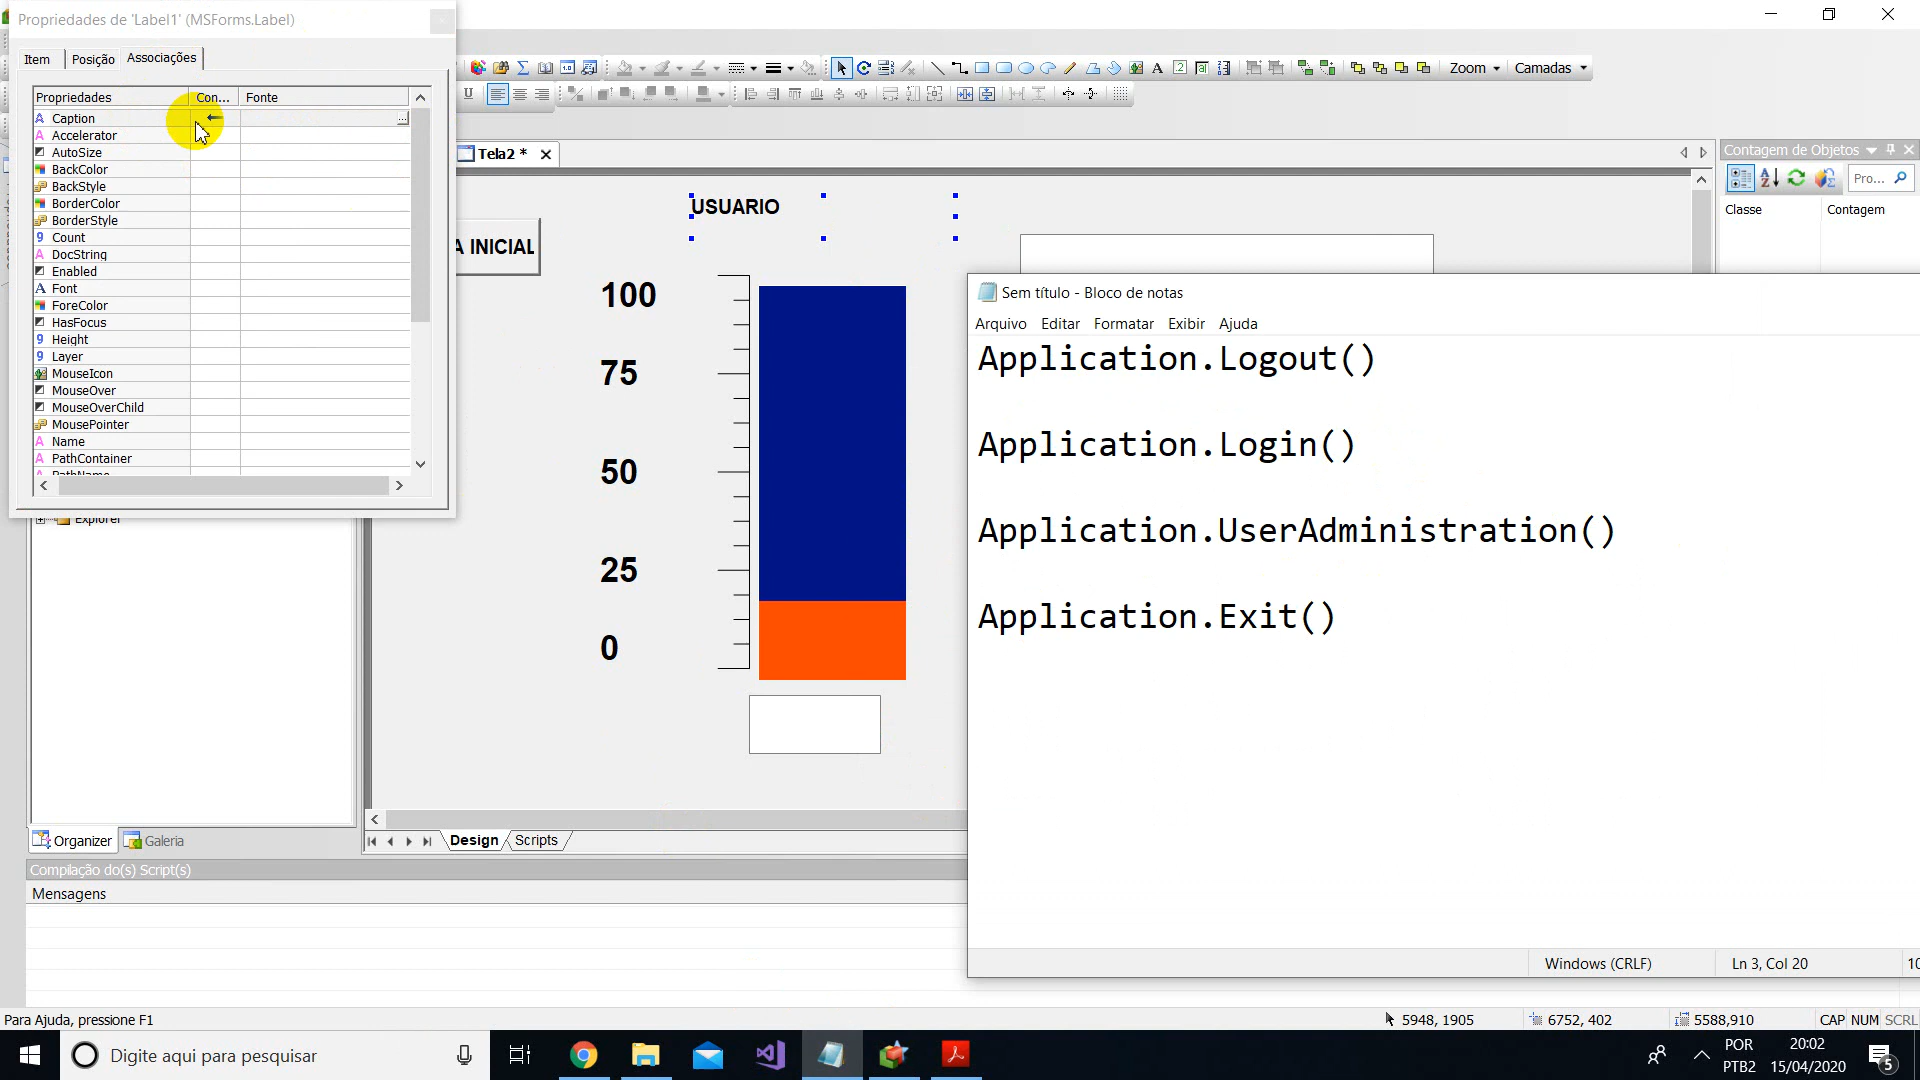 Propriedades de 'Label1' (MSForms.Label)
Item
Posição
Associações
Propriedades
Con...
Fonte
Caption
...
Accelerator
AutoSize
BackColor
BackStyle
BorderColor
BorderStyle
Count
DocString
Enabled
Font
ForeColor
HasFocus
Height
Layer
MouseIcon
MouseOver
MouseOverChild
MousePointer
Name
PathContainer
PathName
Explorer
Organizer
Galeria
Zoom
Camadas
Tela2 *
USUARIO
A INICIAL
100
75
50
25
0
Design
Scripts
Contagem de Objetos
Pro...
Classe
Contagem
Sem título - Bloco de notas
Arquivo Editar Formatar Exibir Ajuda
Application.Logout()
Application.Login()
Application.UserAdministration()
Application.Exit()
Windows (CRLF)
Ln 3, Col 20
10
Compilação do(s) Script(s)
Mensagens
Para Ajuda, pressione F1
5948, 1905
6752, 402
5588,910
CAP NUM SCRL
Digite aqui para pesquisar
POR
PTB2
20:02
15/04/2020
5